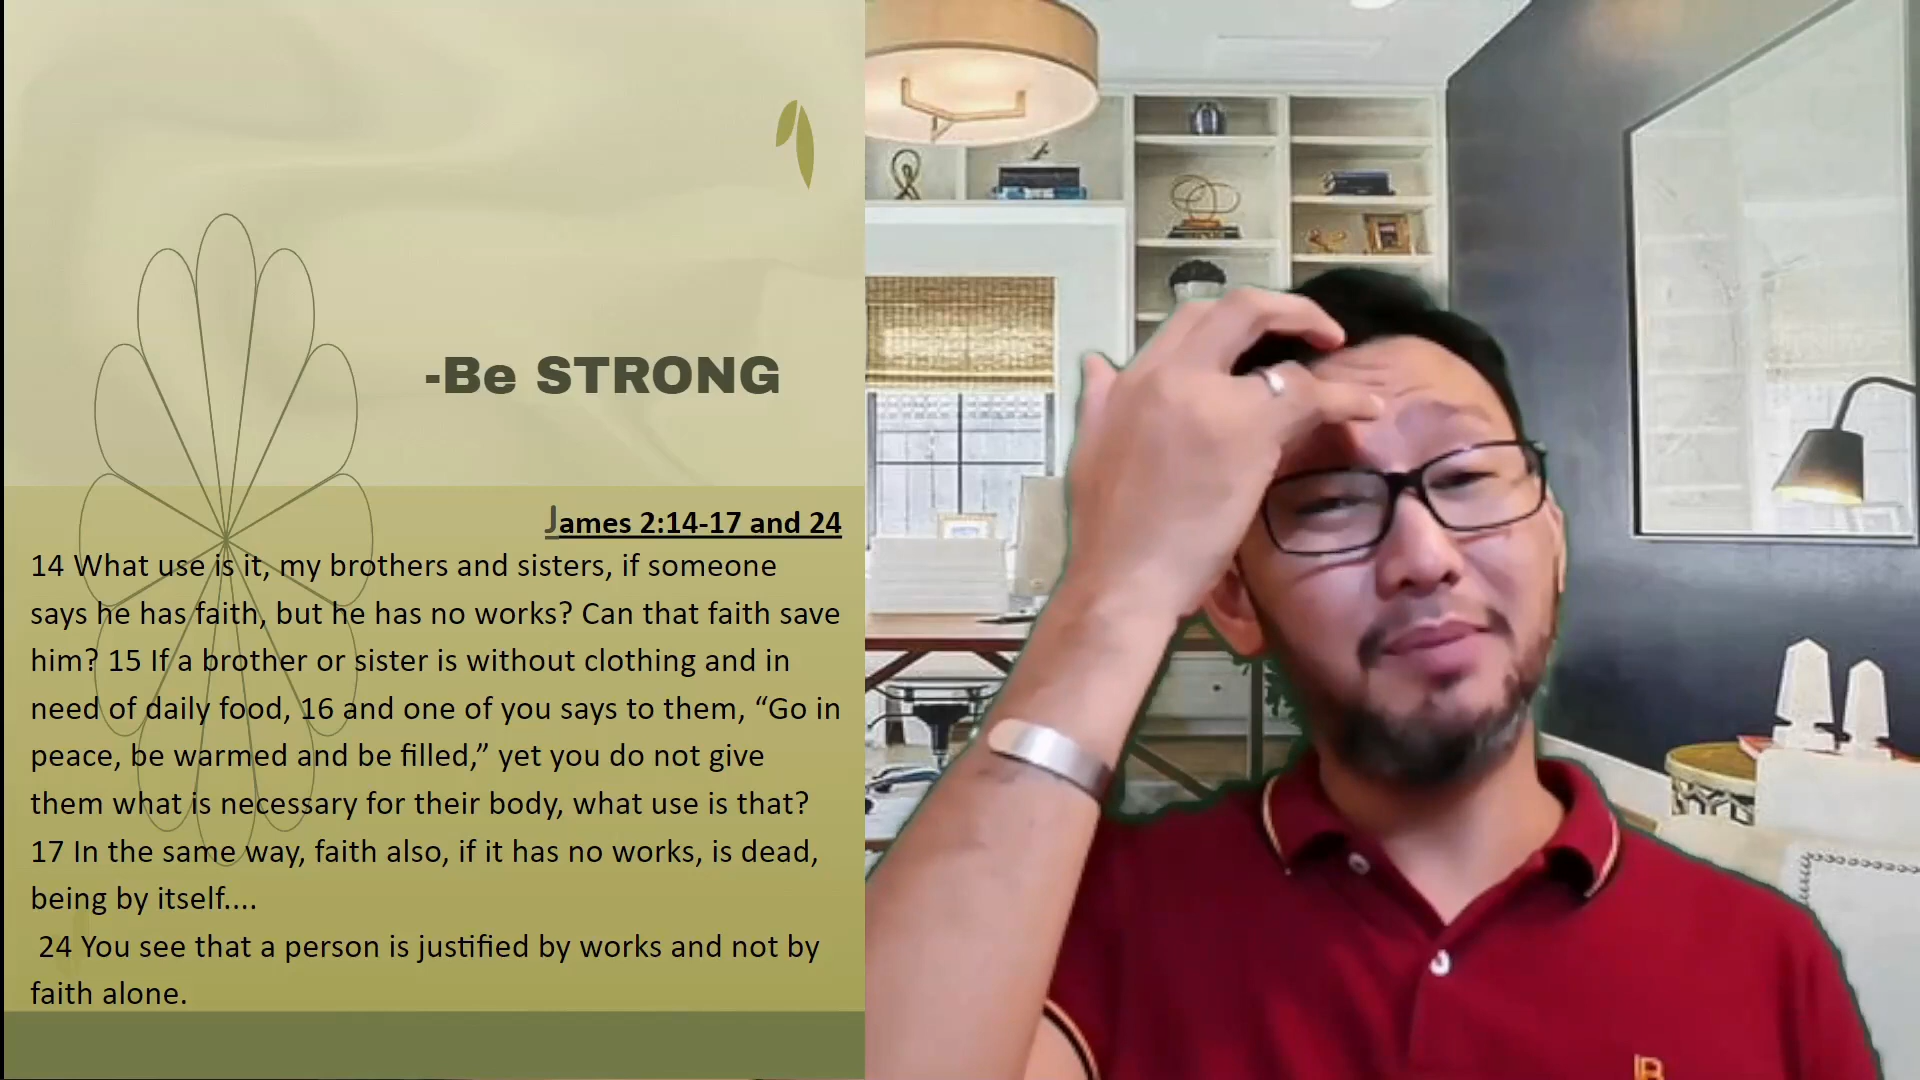 -Be STRONG
James 2:14-17 and 24
14 What use is it, my brothers and sisters, if someone
says he has faith, but he has no works? Can that faith save
him? 15 If a brother or sister is without clothing and in
need of daily food, 16 and one of you says to them, “Go in
peace, be warmed and be filled,” yet you do not give
them what is necessary for their body, what use is that?
17 In the same way, faith also, if it has no works, is dead,
being by itself....
24 You see that a person is justified by works and not by
faith alone.